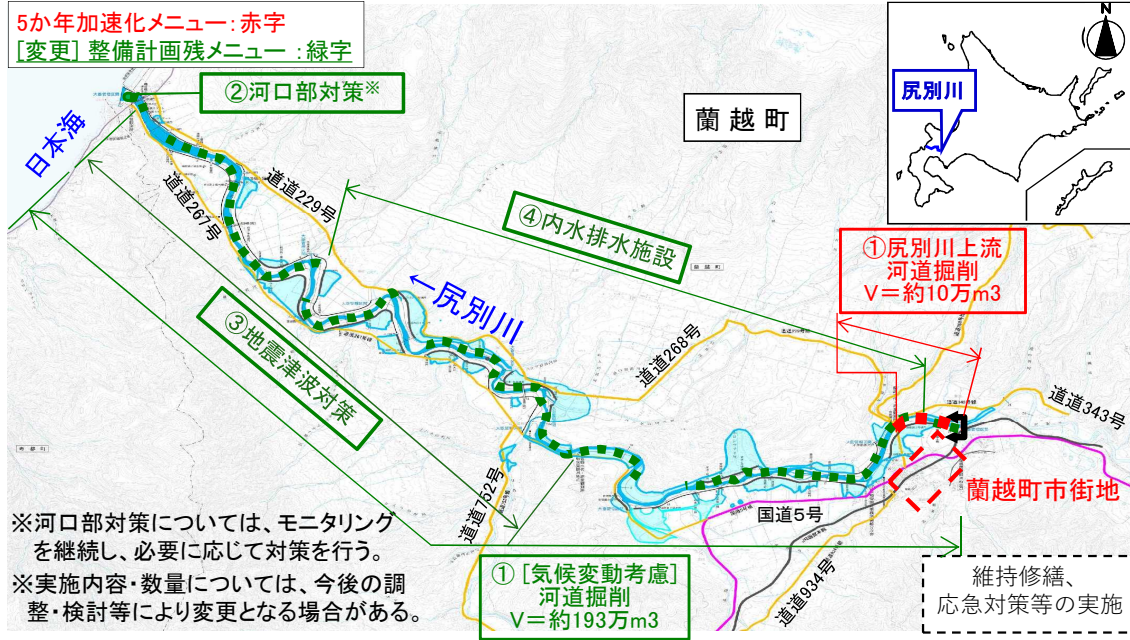 5か年加速化メニュー：赤字
[変更] 整備計画残メニュー：緑字
②河口部対策※
蘭越町
N
尻別川
日本海
道道229号
道道267号
④内水排水施設
①尻別川上流
河道掘削
V＝約10万m3
←尻別川
③地震津波対策
道道268号
道道343号
道道752号
蘭越町市街地
国道5号
道道934号
※河口部対策については、モニタリング
を継続し、必要に応じて対策を行う。
※実施内容・数量については、今後の調
整・検討等により変更となる場合がある。
①[気候変動考慮]
河道掘削
V＝約193万m3
維持修繕、
応急対策等の実施